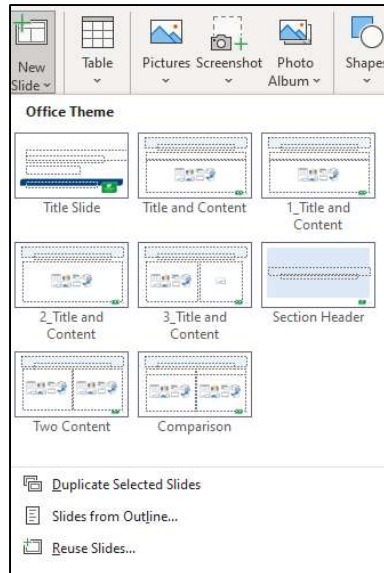 New
Slide
Table
Pictures
Screenshot
Photo
Album
Shapes
Office Theme
Title Slide
Title and Content
1_Title and
Content
2_Title and
Content
3_Title and
Content
Section Header
Two Content
Comparison
Duplicate Selected Slides
Slides from Outline...
Reuse Slides...